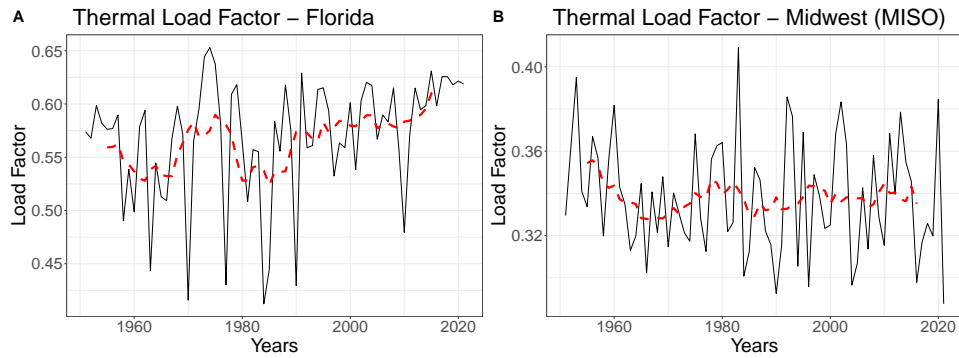 A
Thermal Load Factor – Florida
Load Factor
0.65
0.60
0.55
0.50
0.45
1960
1980
2000
2020
Years
B
Thermal Load Factor – Midwest (MISO)
Load Factor
0.40
0.36
0.32
1960
1980
2000
2020
Years